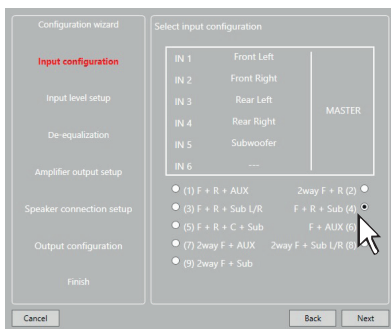 Configuration wizard
Input configuration
Input level setup
De-equalization
Amplifier output setup
Speaker connection setup
Output configuration
Finish
Select input configuration
IN 1 Front Left
IN 2 Front Right
IN 3 Rear Left
IN 4 Rear Right
IN 5 Subwoofer
IN 6 ---
MASTER
(1) F + R + AUX 2way F + R (2)
(3) F + R + Sub L/R F + R + Sub (4)
(5) F + R + C + Sub F + AUX (6)
(7) 2way F + AUX 2way F + Sub L/R (8)
(9) 2way F + Sub
Cancel Back Next